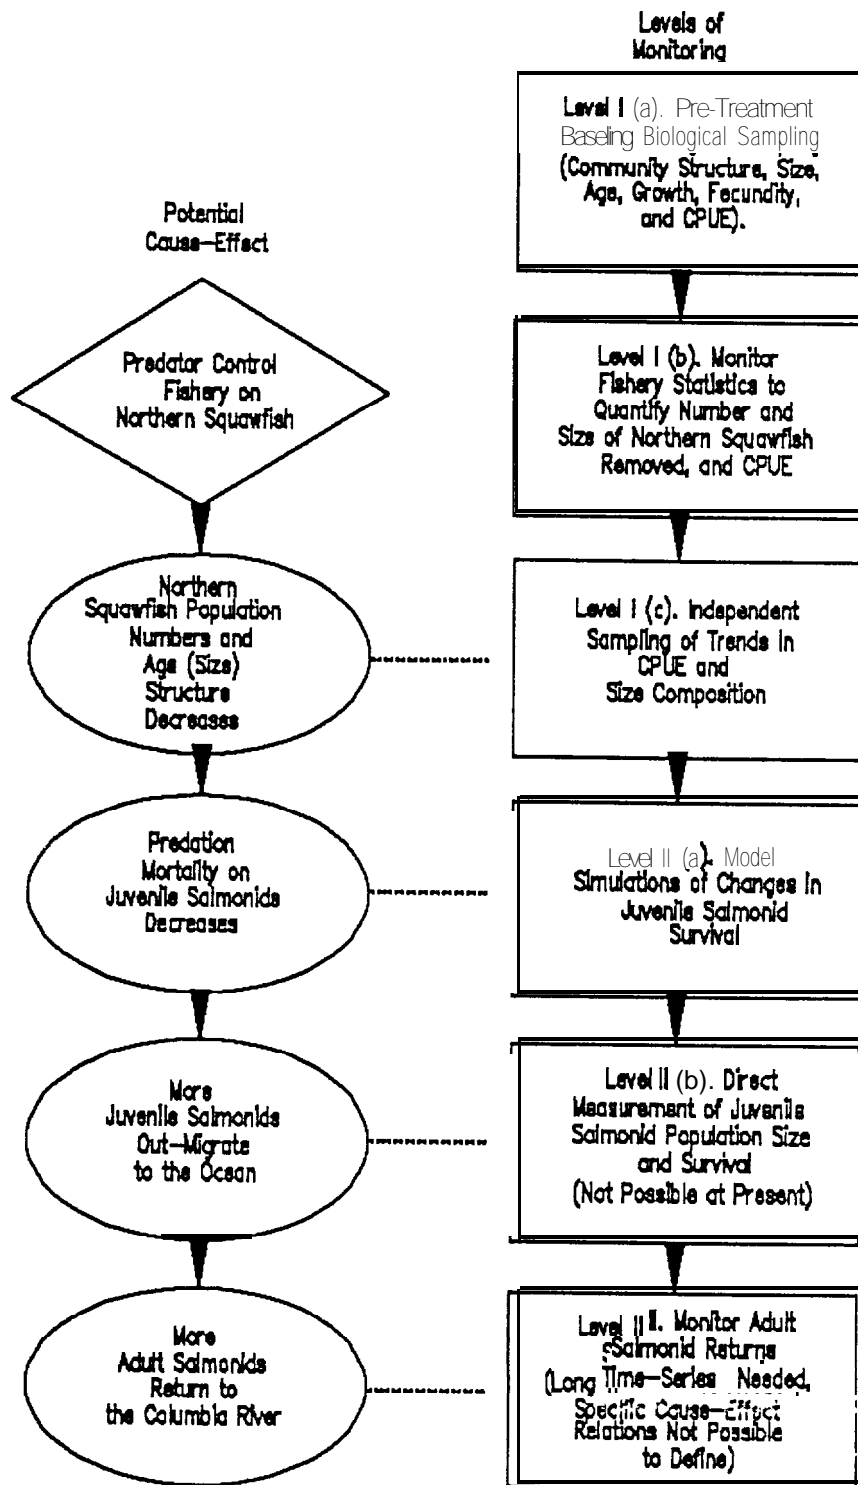 Levels of
Monitoring
Level I (a). Pre-Treatment
Baseling Biological Sampling
(Community Structure, Size,
Age, Growth, Fecundity,
and CPUE).
Potential
Cause-Effect
Predator Control
Fishery on
Northern Squawfish
Level I (b). Monitor
Fishery Statistics to
Quantify Number and
Size of Northern Squawfish
Removed, and CPUE
Northern
Squawfish Population
Numbers and
Age (Size)
Structure
Decreases
Level I (c). Independent
Sampling of Trends in
CPUE and
Size Composition
Predation
Mortality on
Juvenile Salmonids
Decreases
Level II (a). Model
Simulations of Changes in
Juvenile Salmonid
Survival
More
Juvenile Salmonids
Out-Migrate
to the Ocean
Level II (b). Direct
Measurement of Juvenile
Salmonid Population Size
and Survival
(Not Possible at Present)
More
Adult Salmonids
Return to
the Columbia River
Level III. Monitor Adult
Salmonid Returns
(Long Time-Series Needed,
Specific Cause-Effect
Relations Not Possible
to Define)